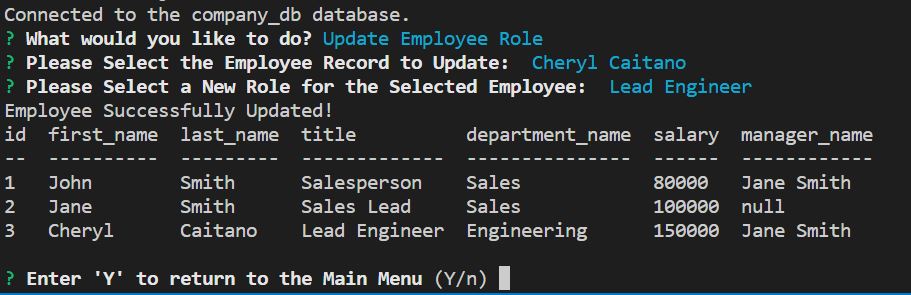 Connected to the company_db database.
? What would you like to do? Update Employee Role
? Please Select the Employee Record to Update:  Cheryl Caitano
? Please Select a New Role for the Selected Employee:  Lead Engineer
Employee Successfully Updated!
id  first_name  last_name  title          department_name  salary  manager_name
--  ----------  ---------  -------------  ---------------  ------  ------------
1   John        Smith      Salesperson    Sales            80000   Jane Smith
2   Jane        Smith      Sales Lead     Sales            100000  null
3   Cheryl      Caitano    Lead Engineer  Engineering      150000  Jane Smith
? Enter 'Y' to return to the Main Menu (Y/n)